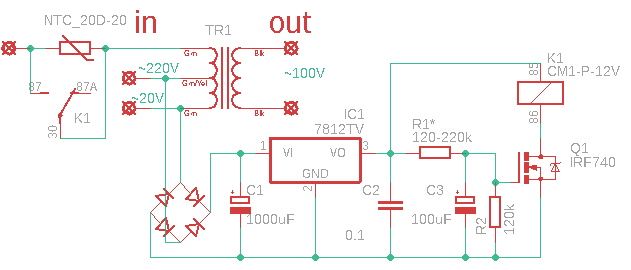 in
out
NTC_20D-20
TR1
Grn
Blk
~220V
Grn/Yel
~100V
~20V
Grn
Blk
87
87A
K1
30
K1
CM1-P-12V
85
86
IC1
7812TV
1
VI
VO
3
GND
2
R1*
120-220k
Q1
IRF740
C1
1000uF
C2
0.1
C3
100uF
R2
120k